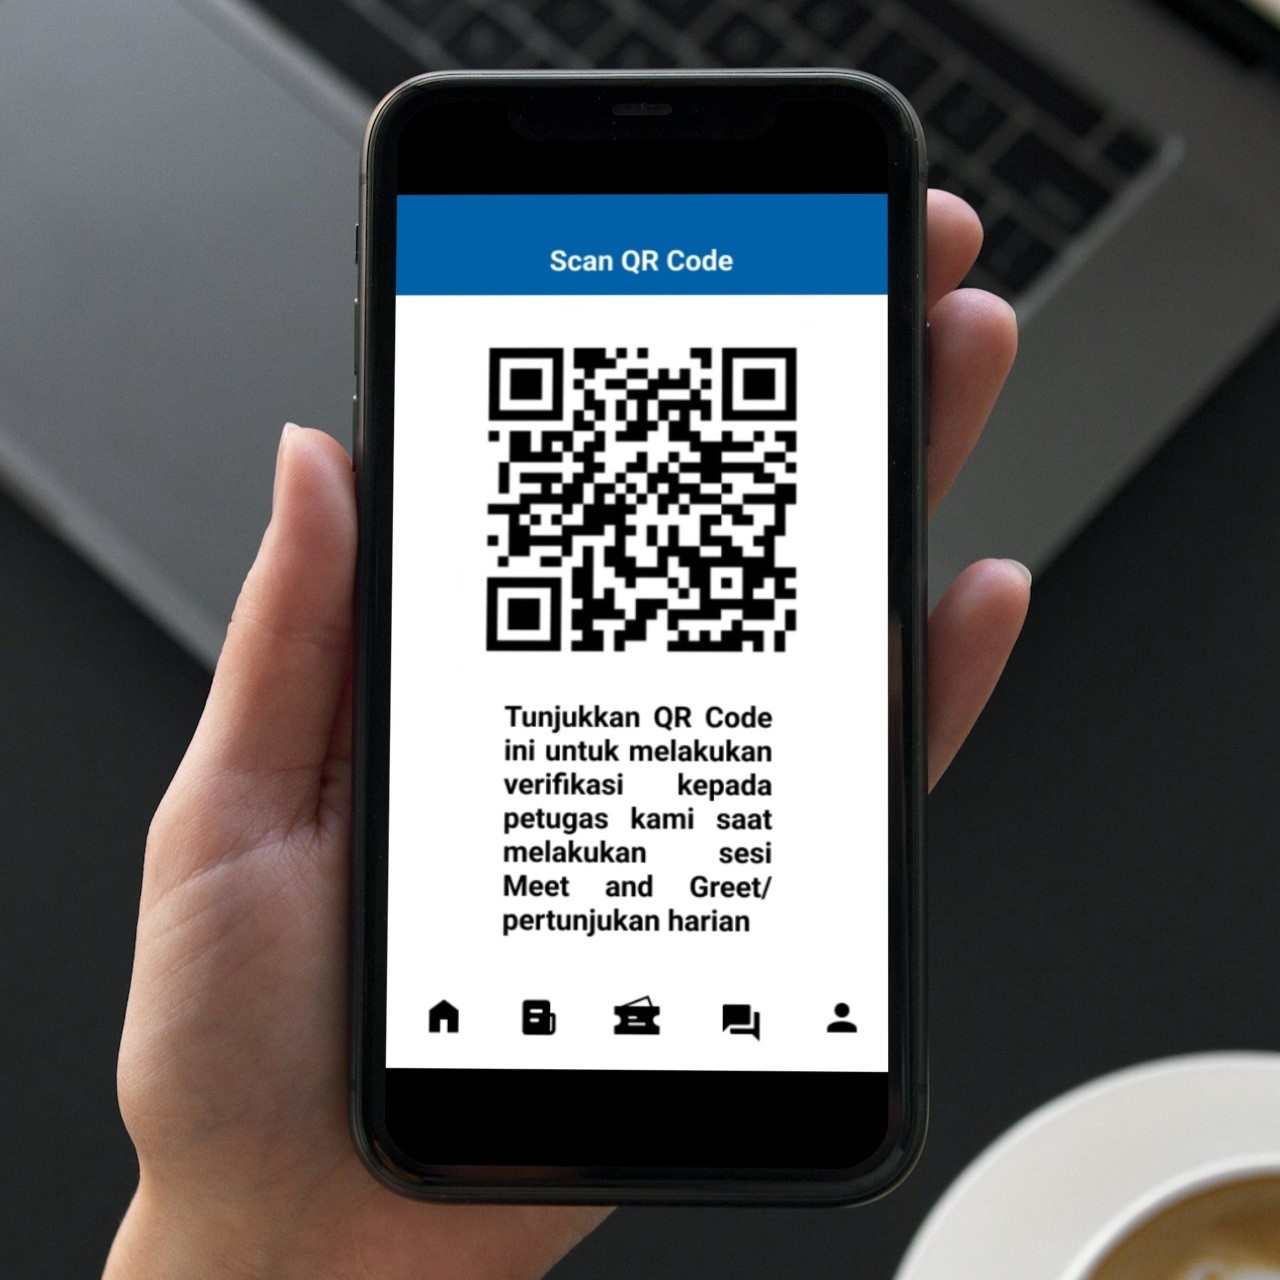 Scan QR Code
Tunjukkan QR Code
ini untuk melakukan
verifikasi kepada
petugas kami saat
melakukan sesi
Meet and Greet/
pertunjukan harian